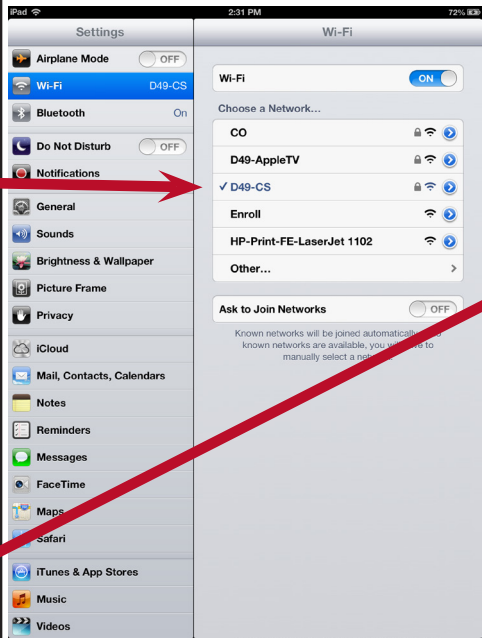 iPad 2:31 PM 72%
Settings
Airplane Mode OFF
Wi-Fi D49-CS
Bluetooth On
Do Not Disturb OFF
Notifications
General
Sounds
Brightness & Wallpaper
Picture Frame
Privacy
iCloud
Mail, Contacts, Calendars
Notes
Reminders
Messages
FaceTime
Maps
Safari
iTunes & App Stores
Music
Videos
Wi-Fi
Wi-Fi ON
Choose a Network...
CO
D49-AppleTV
✓ D49-CS
Enroll
HP-Print-FE-LaserJet 1102
Other...
Ask to Join Networks OFF
Known networks will be joined automatically.
known networks are available, you will to
manually select a